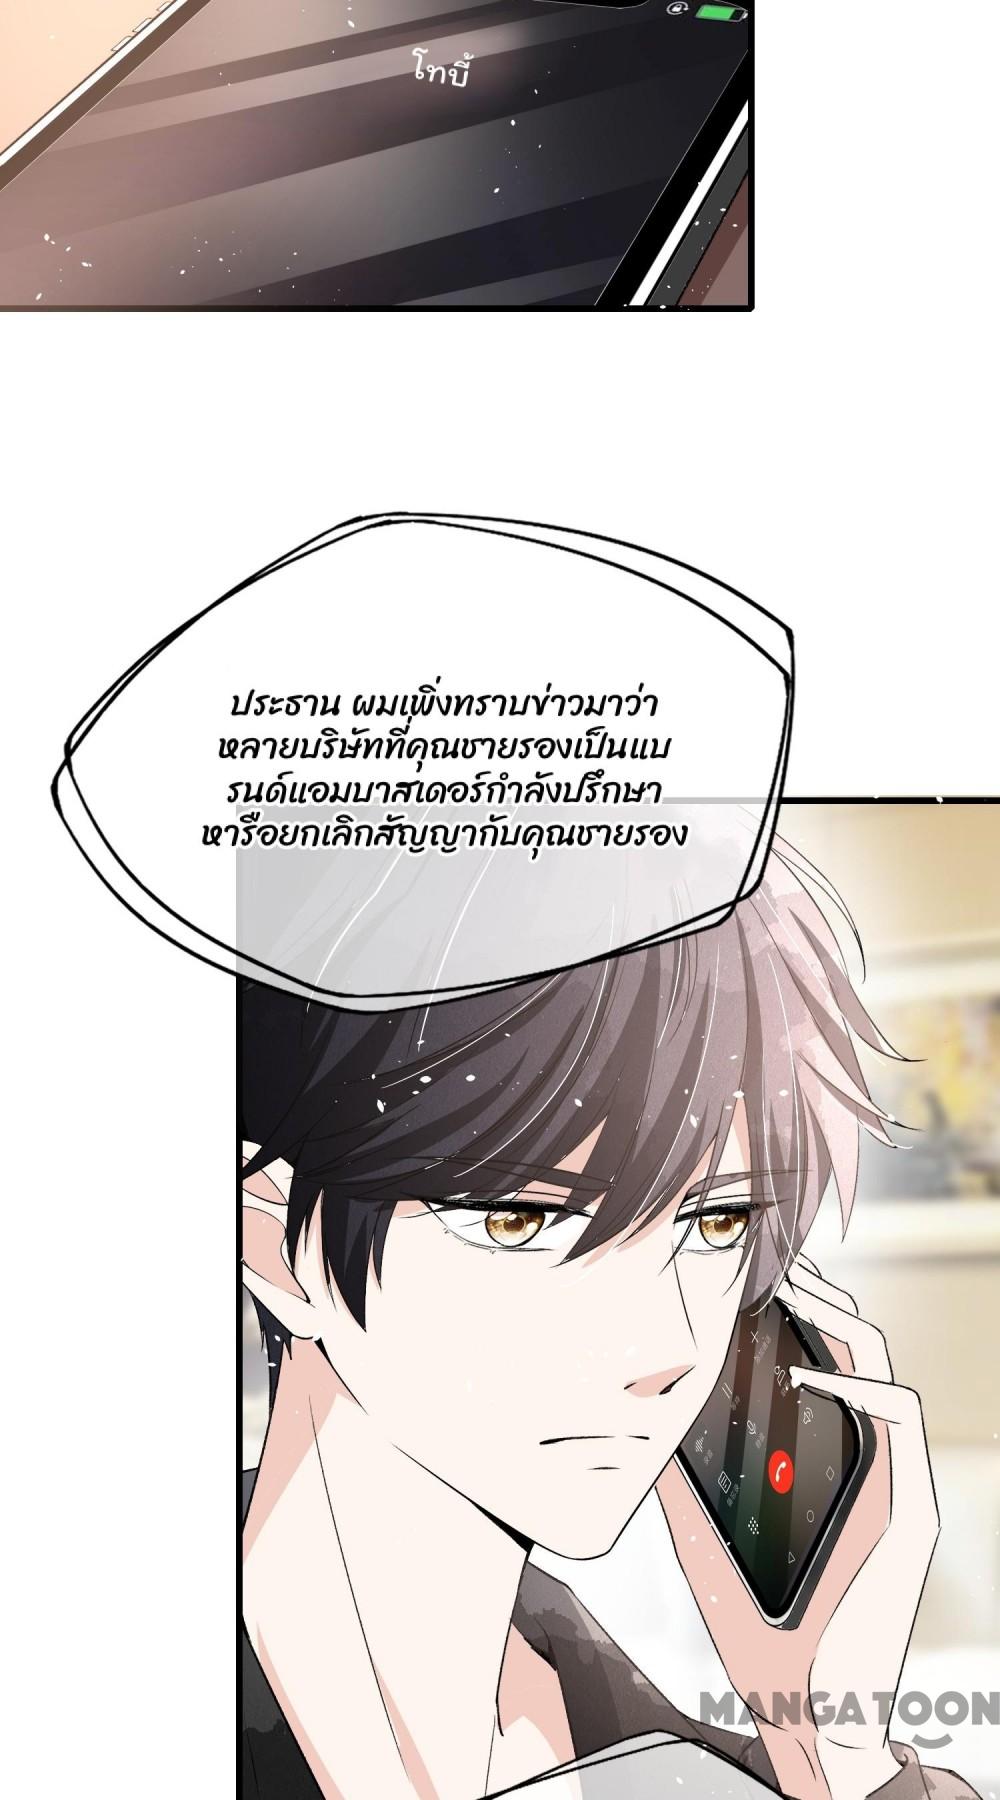 โทบี้
ประธาน ผมเพิ่งทราบข่าวมาว่า
หลายบริษัทที่คุณชายรองเป็นแบ
รนด์แอมบาสเดอร์กำลังปรึกษา
หารือยกเลิกสัญญากับคุณชายรอง
MANGATOON